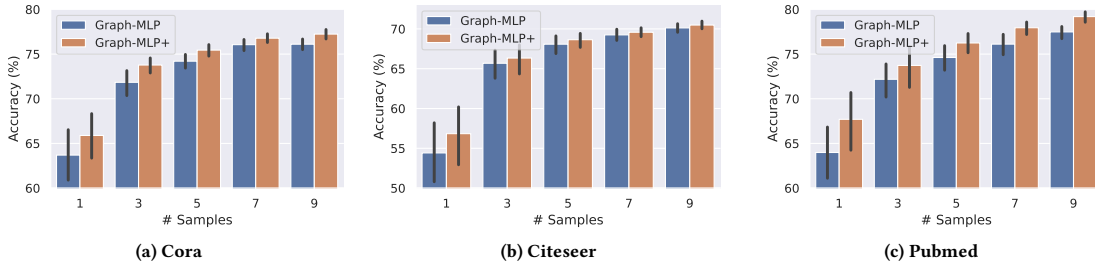 80
75
70
65
60
Accuracy (%)
Graph-MLP
Graph-MLP+
1 3 5 7 9
# Samples
(a) Cora
70
65
60
55
50
Accuracy (%)
Graph-MLP
Graph-MLP+
1 3 5 7 9
# Samples
(b) Citeseer
80
75
70
65
60
Accuracy (%)
Graph-MLP
Graph-MLP+
1 3 5 7 9
# Samples
(c) Pubmed